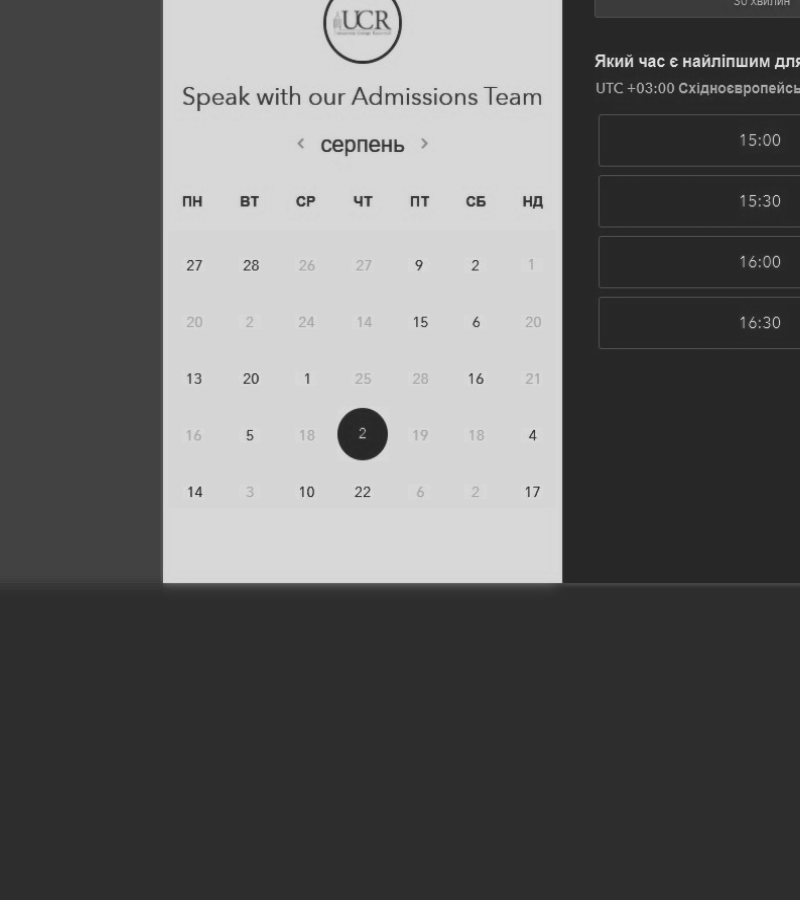 30 хвилин
UCR
Speak with our Admissions Team
‹ серпень ›
ПН ВТ СР ЧТ ПТ СБ НД
27 28 26 27 9 2 1
20 2 24 14 15 6 20
13 20 1 25 28 16 21
16 5 18 2 19 18 4
14 3 10 22 6 2 17
Який час є найліпшим для
UTC +03:00 Східноєвропейсь
15:00
15:30
16:00
16:30